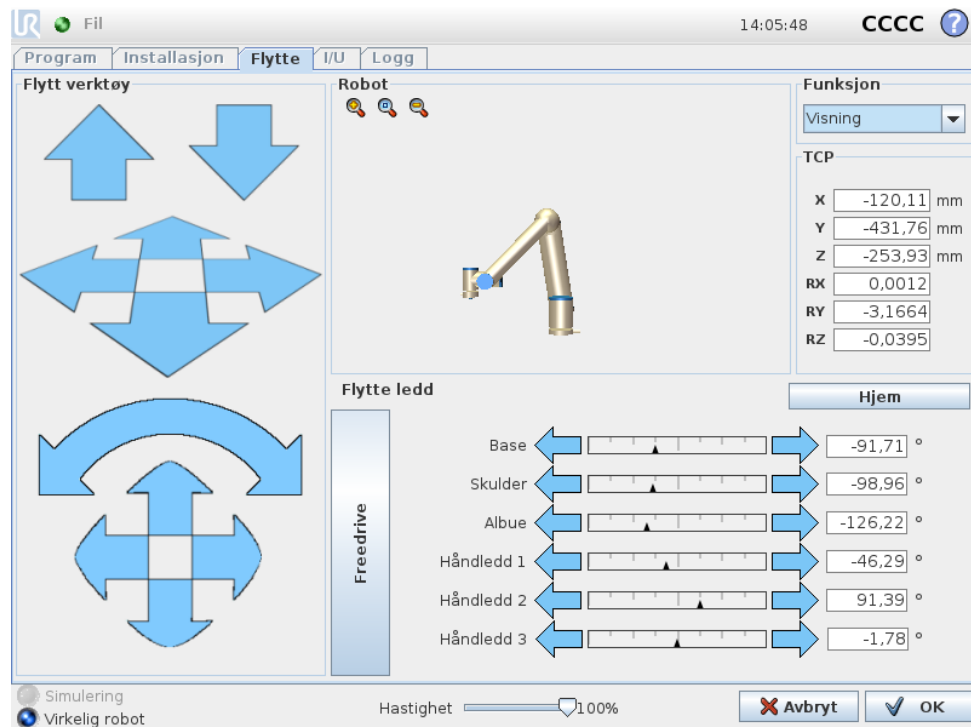 UR Fil 14:05:48 CCCC ?
Program Installasjon Flytte I/U Logg
Flytt verktøy
Robot
Funksjon
Visning
TCP
X -120,11 mm
Y -431,76 mm
Z -253,93 mm
RX 0,0012
RY -3,1664
RZ -0,0395
Flytte ledd
Hjem
Freedrive
Base -91,71 °
Skulder -98,96 °
Albue -126,22 °
Håndledd 1 -46,29 °
Håndledd 2 91,39 °
Håndledd 3 -1,78 °
Simulering
Virkelig robot
Hastighet 100%
Avbryt
OK